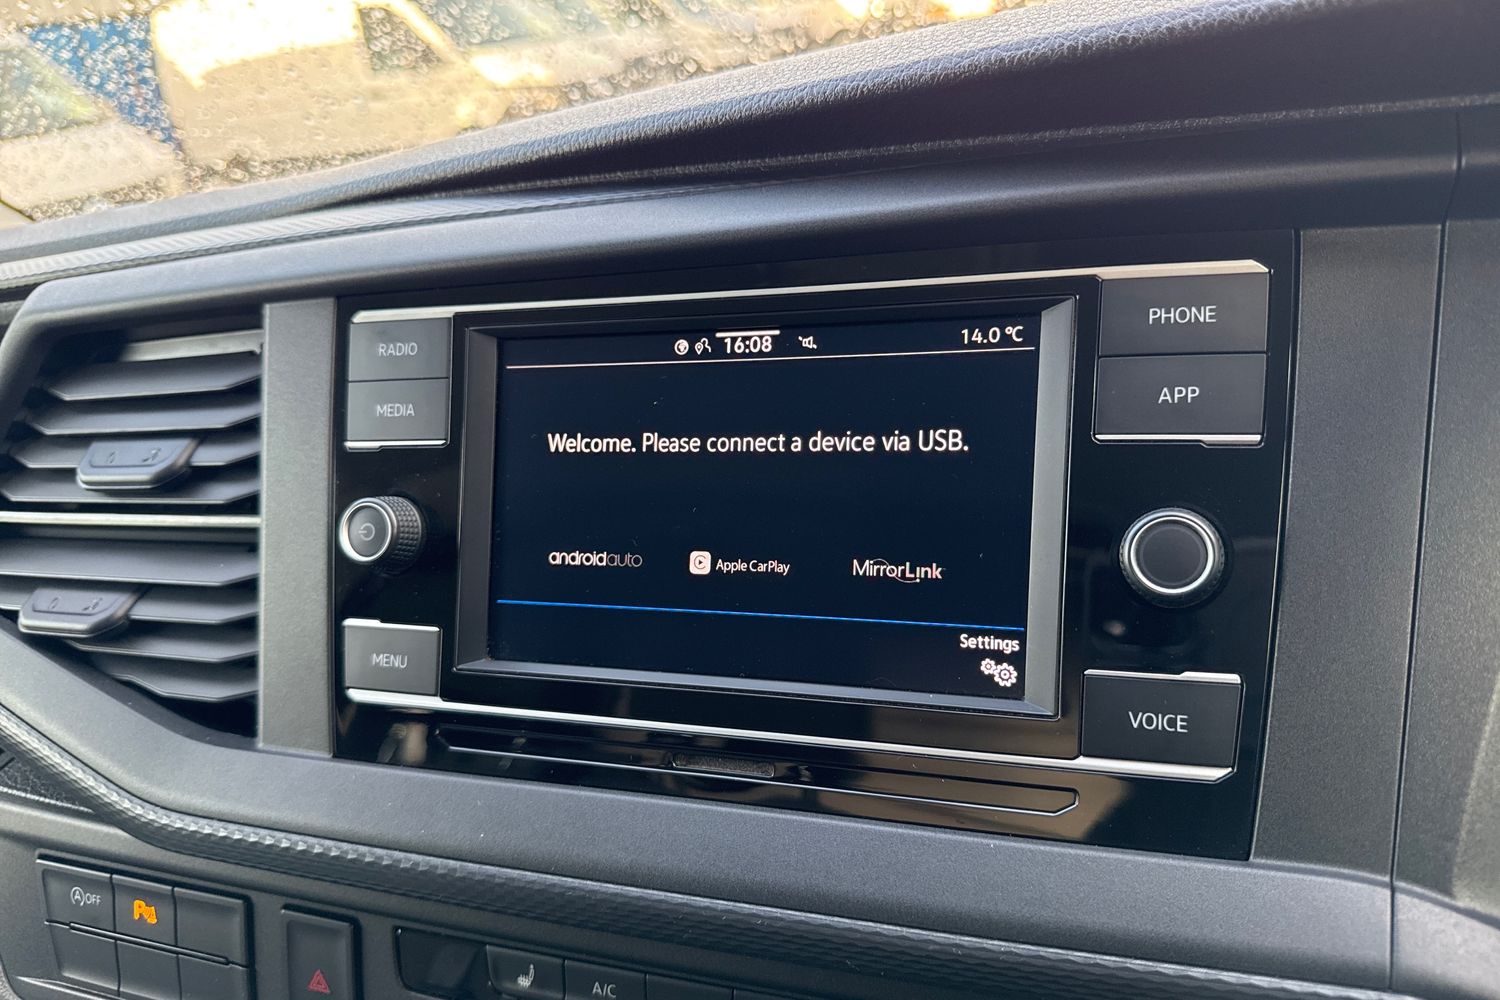 16:08
14.0 °C
Welcome. Please connect a device via USB.
androidauto
Apple CarPlay
MirrorLink
Settings
RADIO
MEDIA
MENU
PHONE
APP
VOICE
A OFF
P
A/C